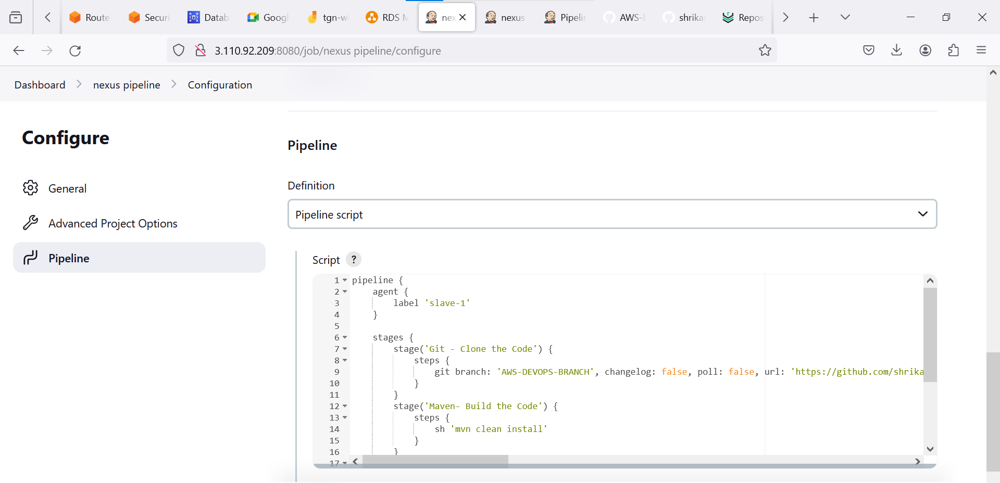 Route
Securi
Datab
Googl
tgn-wi
RDS M
nex
nexus
Pipelin
AWS-D
shrika
Repos
3.110.92.209:8080/job/nexus pipeline/configure
Dashboard
nexus pipeline
Configuration
Configure
General
Advanced Project Options
Pipeline
Pipeline
Definition
Pipeline script
Script ?
1 pipeline {
2 agent {
3 label 'slave-1'
4 }
5
6 stages {
7 stage('Git - Clone the Code') {
8 steps {
9 git branch: 'AWS-DEVOPS-BRANCH', changelog: false, poll: false, url: 'https://github.com/shrika
10 }
11 }
12 stage('Maven- Build the Code') {
13 steps {
14 sh 'mvn clean install'
15 }
16 }
17